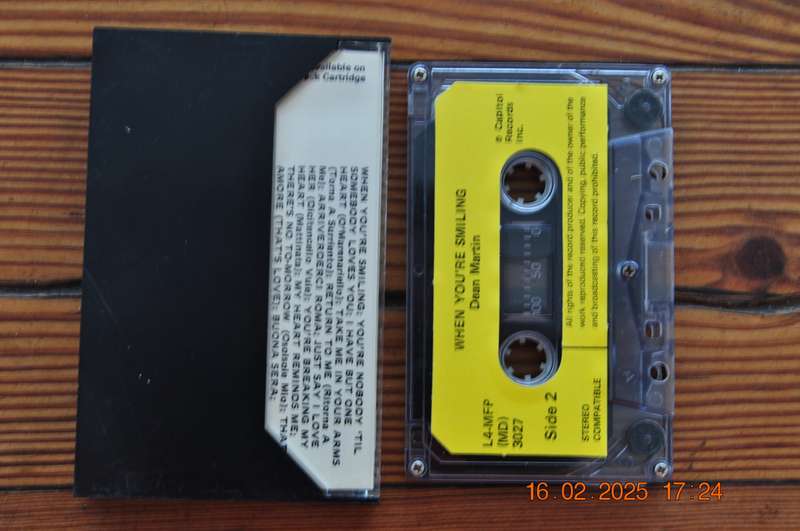 ailable on
ck Cartridge
WHEN YOU'RE SMILING; YOU'RE NOBODY 'TIL
SOMEBODY LOVES YOU; I HAVE BUT ONE
HEART (O'Marenariello); TAKE ME IN YOUR ARMS
(Torna A Surriento); RETURN TO ME (Ritorna A
Me); ARRIVERDERCI ROMA; JUST SAY I LOVE
HER (Dicitencello Vuie); YOU'RE BREAKING MY
HEART (Mattinata); MY HEART REMINDS ME;
THERE'S NO TO-MORROW (Osolsole Mio); THAT
AMORE (THAT'S LOVE); BUONA SERA;
℗ Capitol
Records
Inc.
WHEN YOU'RE SMILING
Dean Martin
L4-MFP
(MD)
3027
Side 2
STEREO
COMPATIBLE
All rights of the record producer and of the owner of the
work reproduced reserved. Copying, public performance
and broadcasting of this record prohibited.
100 50 0
16.02.2025 17:24